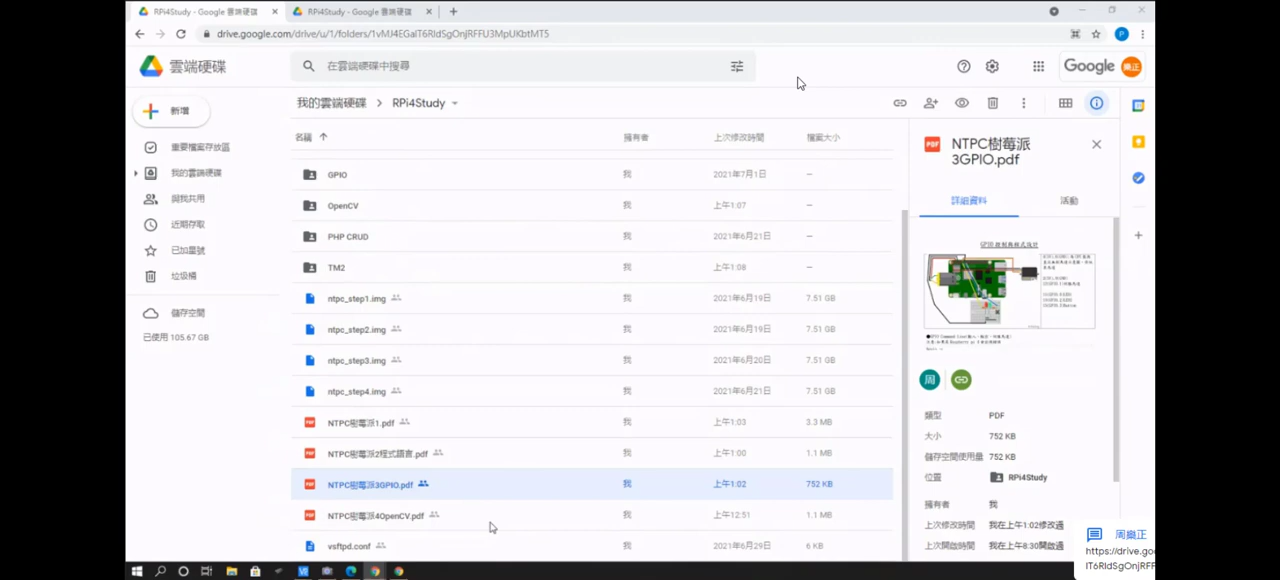 RPi4Study - Google 雲端硬碟
RPi4Study - Google 雲端硬碟
drive.google.com/drive/u/1/folders/1vMJ4EGalT6RIdSgOnjRFFU3MpUKbtMT5
P
雲端硬碟
在雲端硬碟中搜尋
Google
樂正
新增
我的雲端硬碟
RPi4Study
名稱
擁有者
上次修改時間
檔案大小
重要檔案存放區
我的雲端硬碟
與我共用
近期存取
已加星號
垃圾桶
儲存空間
已使用 105.67 GB
GPIO 我 2021年7月1日 –
OpenCV 我 上午1:07 –
PHP CRUD 我 2021年6月21日 –
TM2 我 上午1:08 –
ntpc_step1.img 我 2021年6月19日 7.51 GB
ntpc_step2.img 我 2021年6月19日 7.51 GB
ntpc_step3.img 我 2021年6月20日 7.51 GB
ntpc_step4.img 我 2021年6月21日 7.51 GB
PDF NTPC樹莓派1.pdf 我 上午1:03 3.3 MB
PDF NTPC樹莓派2程式語言.pdf 我 上午1:00 1.1 MB
PDF NTPC樹莓派3GPIO.pdf 我 上午1:02 752 KB
PDF NTPC樹莓派4OpenCV.pdf 我 上午12:51 1.1 MB
vsftpd.conf 我 2021年6月29日 6 KB
PDF NTPC樹莓派
3GPIO.pdf
詳細資料
活動
周
類型 PDF
大小 752 KB
儲存空間使用量 752 KB
位置 RPi4Study
擁有者 我
上次修改時間 我在上午1:02修改過
上次開啟時間 我在上午8:30開啟過
https://drive.goo
IT6RIdSgOnjRFF